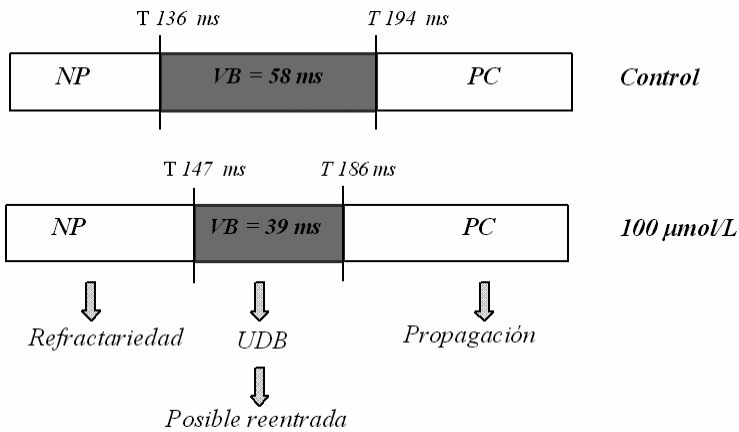 T 136 ms T 194 ms
NP VB = 58 ms PC Control
T 147 ms T 186 ms
NP VB = 39 ms PC 100 μmol/L
Refractariedad UDB Propagación
Posible reentrada